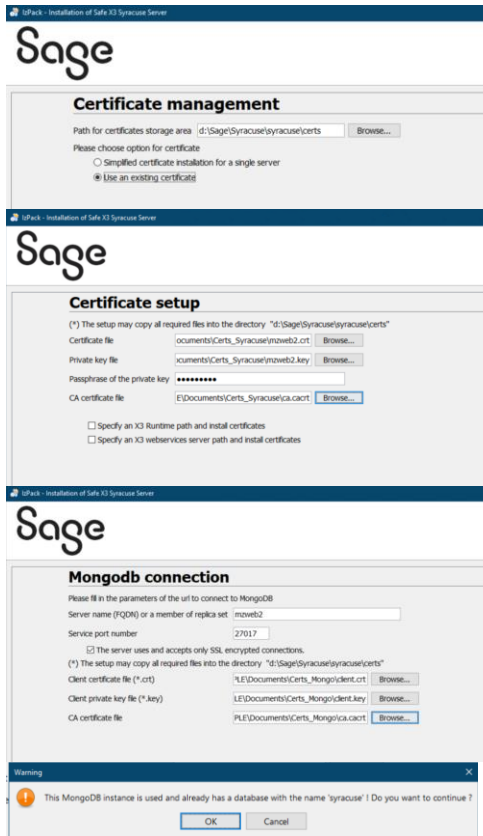 IzPack - Installation of Safe X3 Syracuse Server
Sage
Certificate management
Path for certificates storage area d:\Sage\Syracuse\syracuse\certs Browse...
Please choose option for certificate
Simplified certificate installation for a single server
Use an existing certificate
IzPack - Installation of Safe X3 Syracuse Server
Sage
Certificate setup
(*) The setup may copy all required files into the directory "d:\Sage\Syracuse\syracuse\certs"
Certificate file ocuments\Certs_Syracuse\mzweb2.crt Browse...
Private key file ocuments\Certs_Syracuse\mzweb2.key Browse...
Passphrase of the private key •••••••••
CA certificate file E\Documents\Certs_Syracuse\ca.cacrt Browse...
Specify an X3 Runtime path and install certificates
Specify an X3 webservices server path and install certificates
IzPack - Installation of Safe X3 Syracuse Server
Sage
Mongodb connection
Please fill in the parameters of the url to connect to MongoDB
Server name (FQDN) or a member of replica set mzweb2
Service port number 27017
The server uses and accepts only SSL encrypted connections.
(*) The setup may copy all required files into the directory "d:\Sage\Syracuse\syracuse\certs"
Client certificate file (*.crt) PLE\Documents\Certs_Mongo\client.crt Browse...
Client private key file (*.key) LE\Documents\Certs_Mongo\client.key Browse...
CA certificate file PLE\Documents\Certs_Mongo\ca.cacrt Browse...
Warning
This MongoDB instance is used and already has a database with the name 'syracuse' ! Do you want to continue ?
OK Cancel